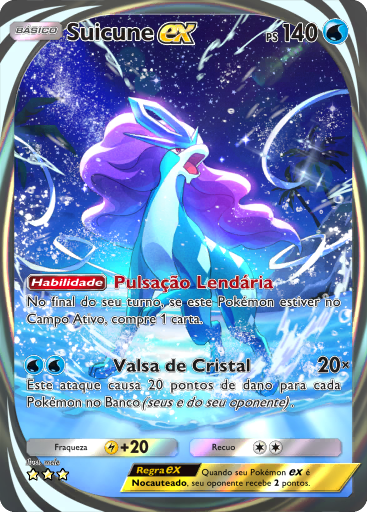 BÁSICO Suicune ex PS 140
Habilidade Pulsação Lendária
No final do seu turno, se este Pokémon estiver no
Campo Ativo, compre 1 carta.
Valsa de Cristal 20×
Este ataque causa 20 pontos de dano para cada
Pokémon no Banco (seus e do seu oponente).
Fraqueza +20 Recuo
Regra ex Quando seu Pokémon ex é
Nocauteado, seu oponente recebe 2 pontos.